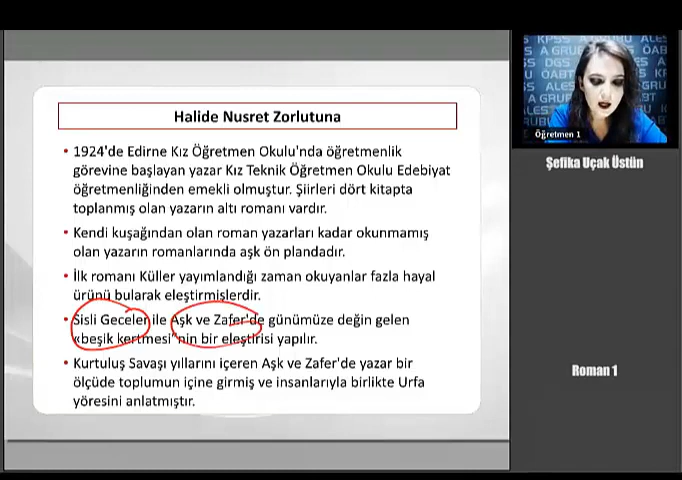 Halide Nusret Zorlutuna
• 1924'de Edirne Kız Öğretmen Okulu'nda öğretmenlik
görevine başlayan yazar Kız Teknik Öğretmen Okulu Edebiyat
öğretmenliğinden emekli olmuştur. Şiirleri dört kitapta
toplanmış olan yazarın altı romanı vardır.
• Kendi kuşağından olan roman yazarları kadar okunmamış
olan yazarın romanlarında aşk ön plandadır.
• İlk romanı Küller yayımlandığı zaman okuyanlar fazla hayal
ürünü bularak eleştirmişlerdir.
• Sisli Geceler ile Aşk ve Zafer'de günümüze değin gelen
«beşik kertmesi"nin bir eleştirisi yapılır.
• Kurtuluş Savaşı yıllarını içeren Aşk ve Zafer'de yazar bir
ölçüde toplumun içine girmiş ve insanlarıyla birlikte Urfa
yöresini anlatmıştır.
Öğretmen 1
Şefika Uçak Üstün
Roman 1